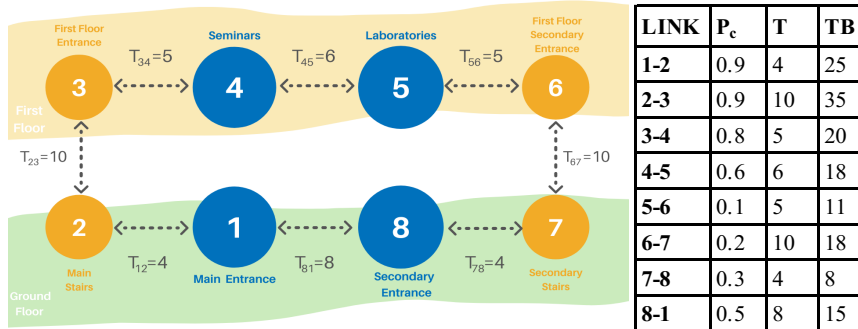 First Floor
Entrance
Seminars
Laboratories
First Floor
Secondary
Entrance
T34=5
T45=6
T56=5
3
4
5
6
First
Floor
T23=10
T67=10
2
1
8
7
T12=4
T81=8
T78=4
Main
Stairs
Main Entrance
Secondary
Entrance
Secondary
Stairs
Ground
Floor
LINK Pc T TB
1-2 0.9 4 25
2-3 0.9 10 35
3-4 0.8 5 20
4-5 0.6 6 18
5-6 0.1 5 11
6-7 0.2 10 18
7-8 0.3 4 8
8-1 0.5 8 15